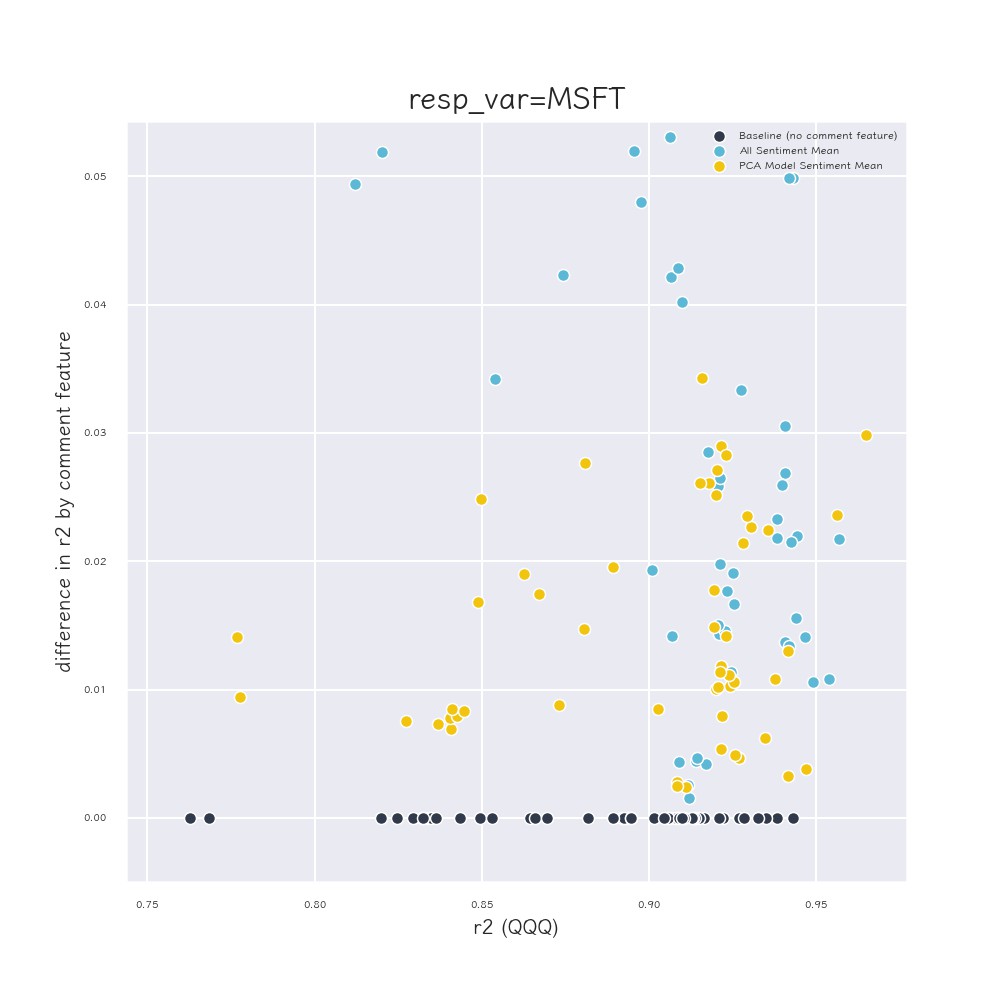 resp_var=MSFT
Baseline (no comment feature)
All Sentiment Mean
PCA Model Sentiment Mean
difference in r2 by comment feature
0.05
0.04
0.03
0.02
0.01
0.00
0.75
0.80
0.85
0.90
0.95
r2 (QQQ)